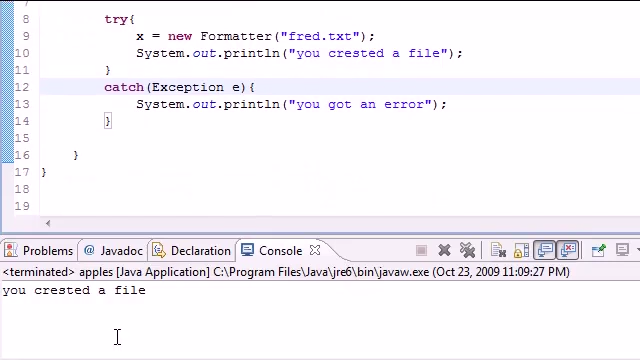 7
8 try{
9 x = new Formatter("fred.txt");
10 System.out.println("you crested a file");
11 }
12 catch(Exception e){
13 System.out.println("you got an error");
14 }
15
16 }
17 }
18
19
Problems @ Javadoc Declaration Console
<terminated> apples [Java Application] C:\Program Files\Java\jre6\bin\javaw.exe (Oct 23, 2009 11:09:27 PM)
you crested a file